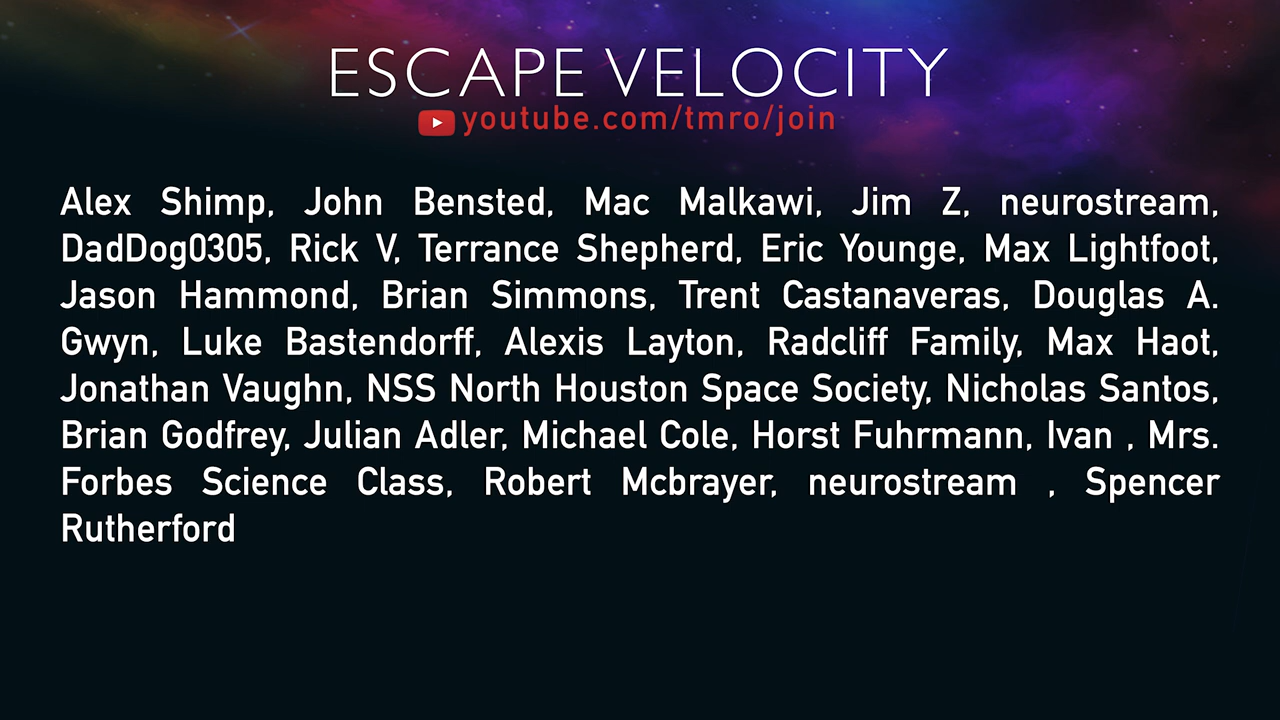 ESCAPE VELOCITY
youtube.com/tmro/join
Alex Shimp, John Bensted, Mac Malkawi, Jim Z, neurostream,
DadDog0305, Rick V, Terrance Shepherd, Eric Younge, Max Lightfoot,
Jason Hammond, Brian Simmons, Trent Castanaveras, Douglas A.
Gwyn, Luke Bastendorff, Alexis Layton, Radcliff Family, Max Haot,
Jonathan Vaughn, NSS North Houston Space Society, Nicholas Santos,
Brian Godfrey, Julian Adler, Michael Cole, Horst Fuhrmann, Ivan , Mrs.
Forbes Science Class, Robert Mcbrayer, neurostream , Spencer
Rutherford